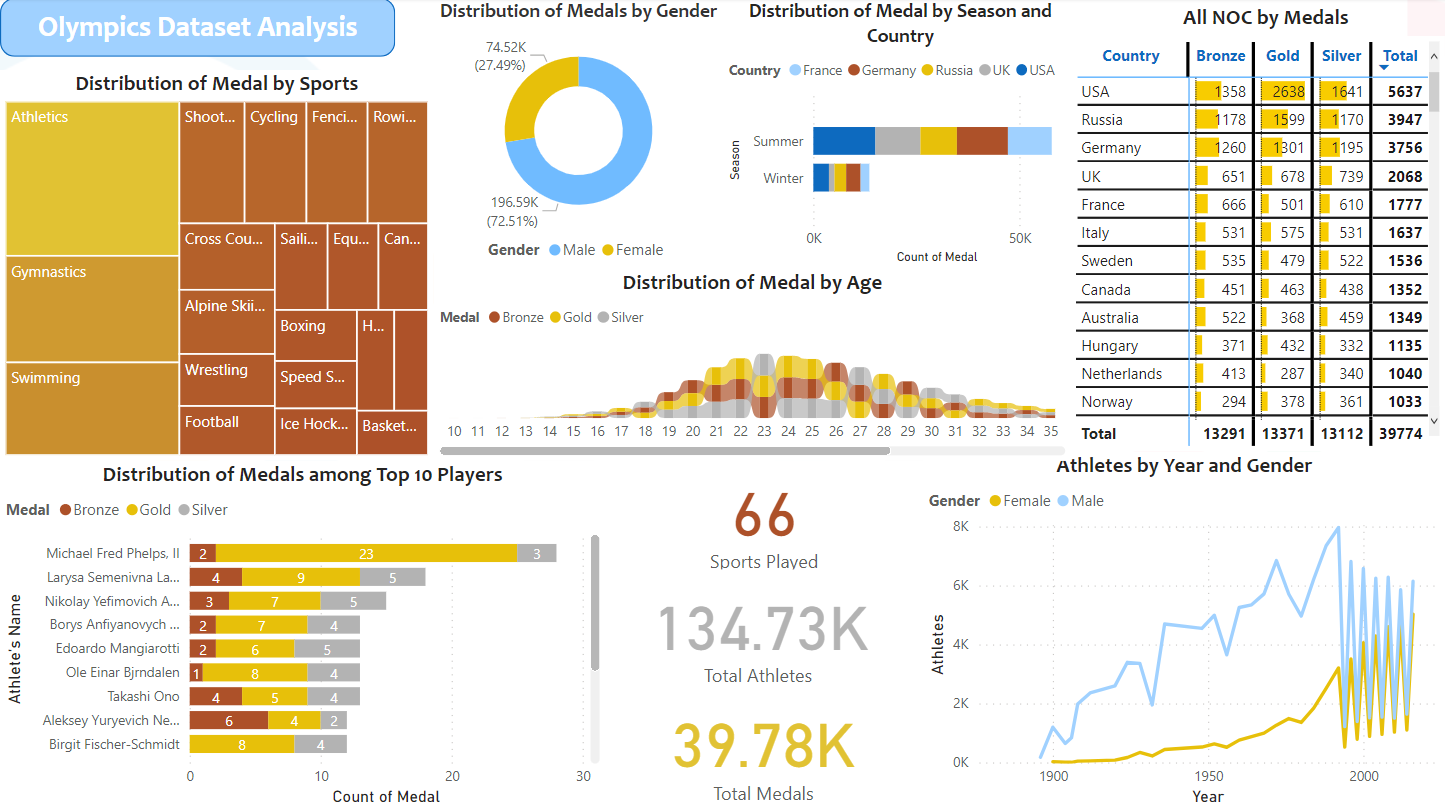 Olympics Dataset Analysis
Distribution of Medal by Sports
Athletics
Gymnastics
Swimming
Shoot...
Cycling
Fenci...
Rowi...
Cross Cou...
Saili...
Equ...
Can...
Alpine Skii...
Boxing
H...
Wrestling
Speed S...
Football
Ice Hock...
Basket...
Distribution of Medals by Gender
74.52K
(27.49%)
196.59K
(72.51%)
Gender Male Female
Distribution of Medal by Season and
Country
Country France Germany Russia UK USA
Season
Summer
Winter
0K 50K
Count of Medal
Distribution of Medal by Age
Medal Bronze Gold Silver
10 11 12 13 14 15 16 17 18 19 20 21 22 23 24 25 26 27 28 29 30 31 32 33 34 35
All NOC by Medals
Country Bronze Gold Silver Total
USA 1358 2638 1641 5637
Russia 1178 1599 1170 3947
Germany 1260 1301 1195 3756
UK 651 678 739 2068
France 666 501 610 1777
Italy 531 575 531 1637
Sweden 535 479 522 1536
Canada 451 463 438 1352
Australia 522 368 459 1349
Hungary 371 432 332 1135
Netherlands 413 287 340 1040
Norway 294 378 361 1033
Total 13291 13371 13112 39774
Distribution of Medals among Top 10 Players
Medal Bronze Gold Silver
Athlete's Name
Michael Fred Phelps, II 2 23 3
Larysa Semenivna La... 4 9 5
Nikolay Yefimovich A... 3 7 5
Borys Anfiyanovych ... 2 7 4
Edoardo Mangiarotti 2 6 5
Ole Einar Bjrndalen 1 8 4
Takashi Ono 4 5 4
Aleksey Yuryevich Ne... 6 4 2
Birgit Fischer-Schmidt 8 4
0 10 20 30
Count of Medal
66
Sports Played
134.73K
Total Athletes
39.78K
Total Medals
Athletes by Year and Gender
Gender Female Male
Athletes
8K
6K
4K
2K
0K
1900 1950 2000
Year